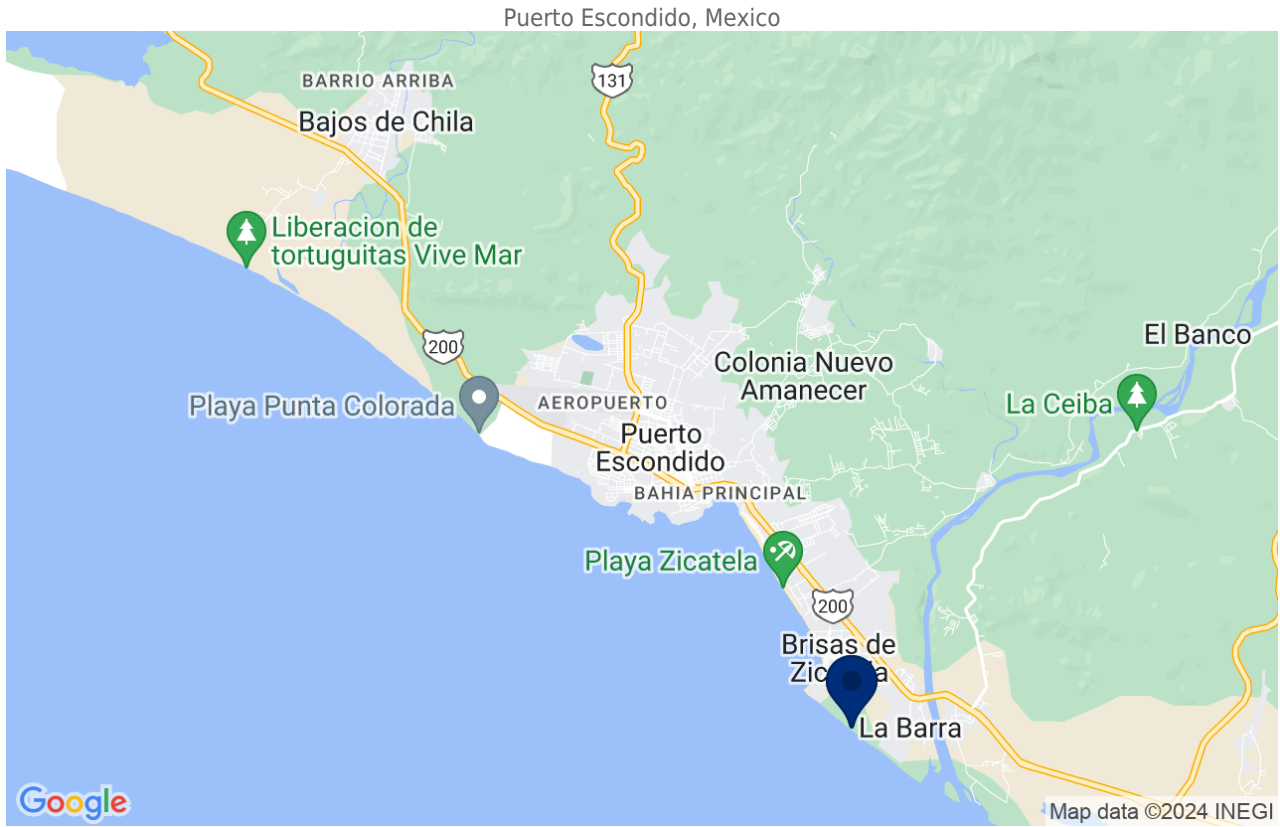 Puerto Escondido, Mexico
BARRIO ARRIBA
131
Bajos de Chila
Liberacion de
tortuguitas Vive Mar
200
El Banco
Colonia Nuevo
Amanecer
Playa Punta Colorada
AEROPUERTO
La Ceiba
Puerto
Escondido
BAHIA PRINCIPAL
Playa Zicatela
200
Brisas de
La Barra
Google
Map data ©2024 INEGI